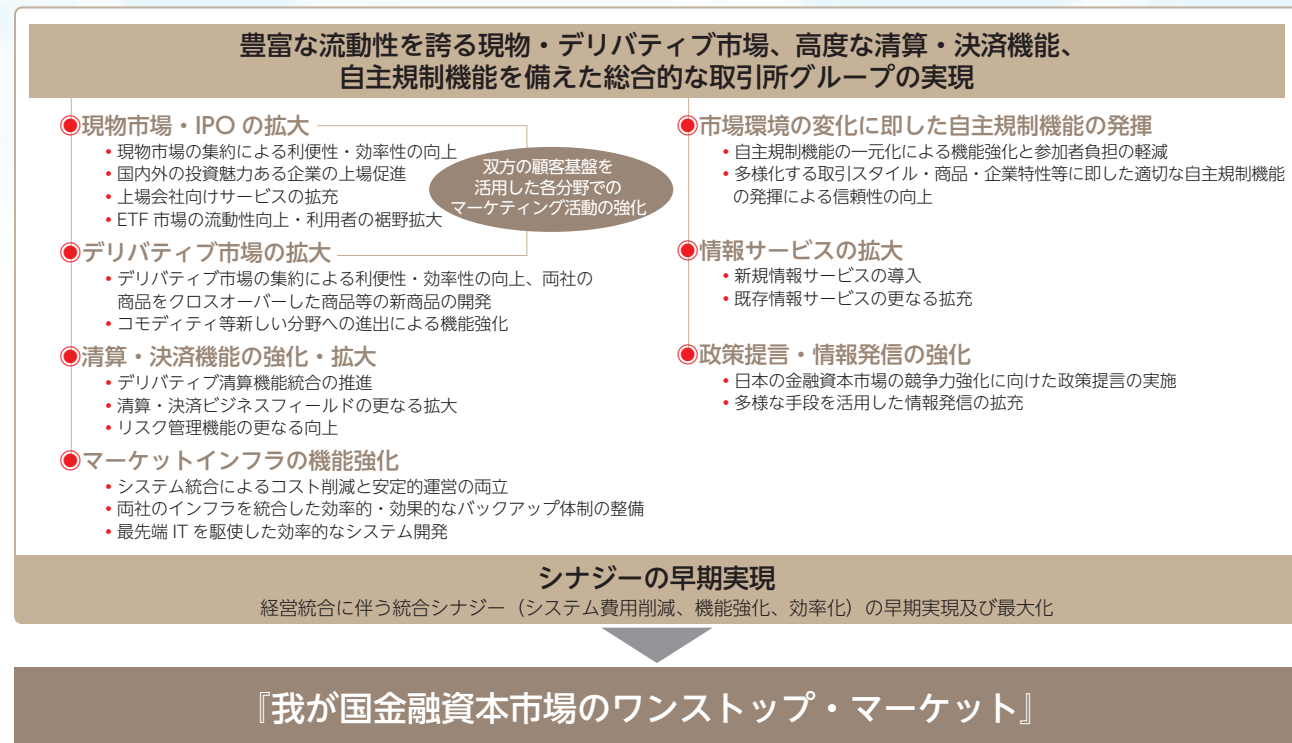 豊富な流動性を誇る現物・デリバティブ市場、高度な清算・決済機能、
自主規制機能を備えた総合的な取引所グループの実現
現物市場・IPO の拡大
• 現物市場の集約による利便性・効率性の向上
• 国内外の投資魅力ある企業の上場促進
• 上場会社向けサービスの拡充
• ETF 市場の流動性向上・利用者の裾野拡大
双方の顧客基盤を
活用した各分野での
マーケティング活動の強化
デリバティブ市場の拡大
• デリバティブ市場の集約による利便性・効率性の向上、両社の
商品をクロスオーバーした商品等の新商品の開発
• コモディティ等新しい分野への進出による機能強化
清算・決済機能の強化・拡大
• デリバティブ清算機能統合の推進
• 清算・決済ビジネスフィールドの更なる拡大
• リスク管理機能の更なる向上
マーケットインフラの機能強化
• システム統合によるコスト削減と安定的運営の両立
• 両社のインフラを統合した効率的・効果的なバックアップ体制の整備
• 最先端 IT を駆使した効率的なシステム開発
市場環境の変化に即した自主規制機能の発揮
• 自主規制機能の一元化による機能強化と参加者負担の軽減
• 多様化する取引スタイル・商品・企業特性等に即した適切な自主規制機能
の発揮による信頼性の向上
情報サービスの拡大
• 新規情報サービスの導入
• 既存情報サービスの更なる拡充
政策提言・情報発信の強化
• 日本の金融資本市場の競争力強化に向けた政策提言の実施
• 多様な手段を活用した情報発信の拡充
シナジーの早期実現
経営統合に伴う統合シナジー（システム費用削減、機能強化、効率化）の早期実現及び最大化
『我が国金融資本市場のワンストップ・マーケット』